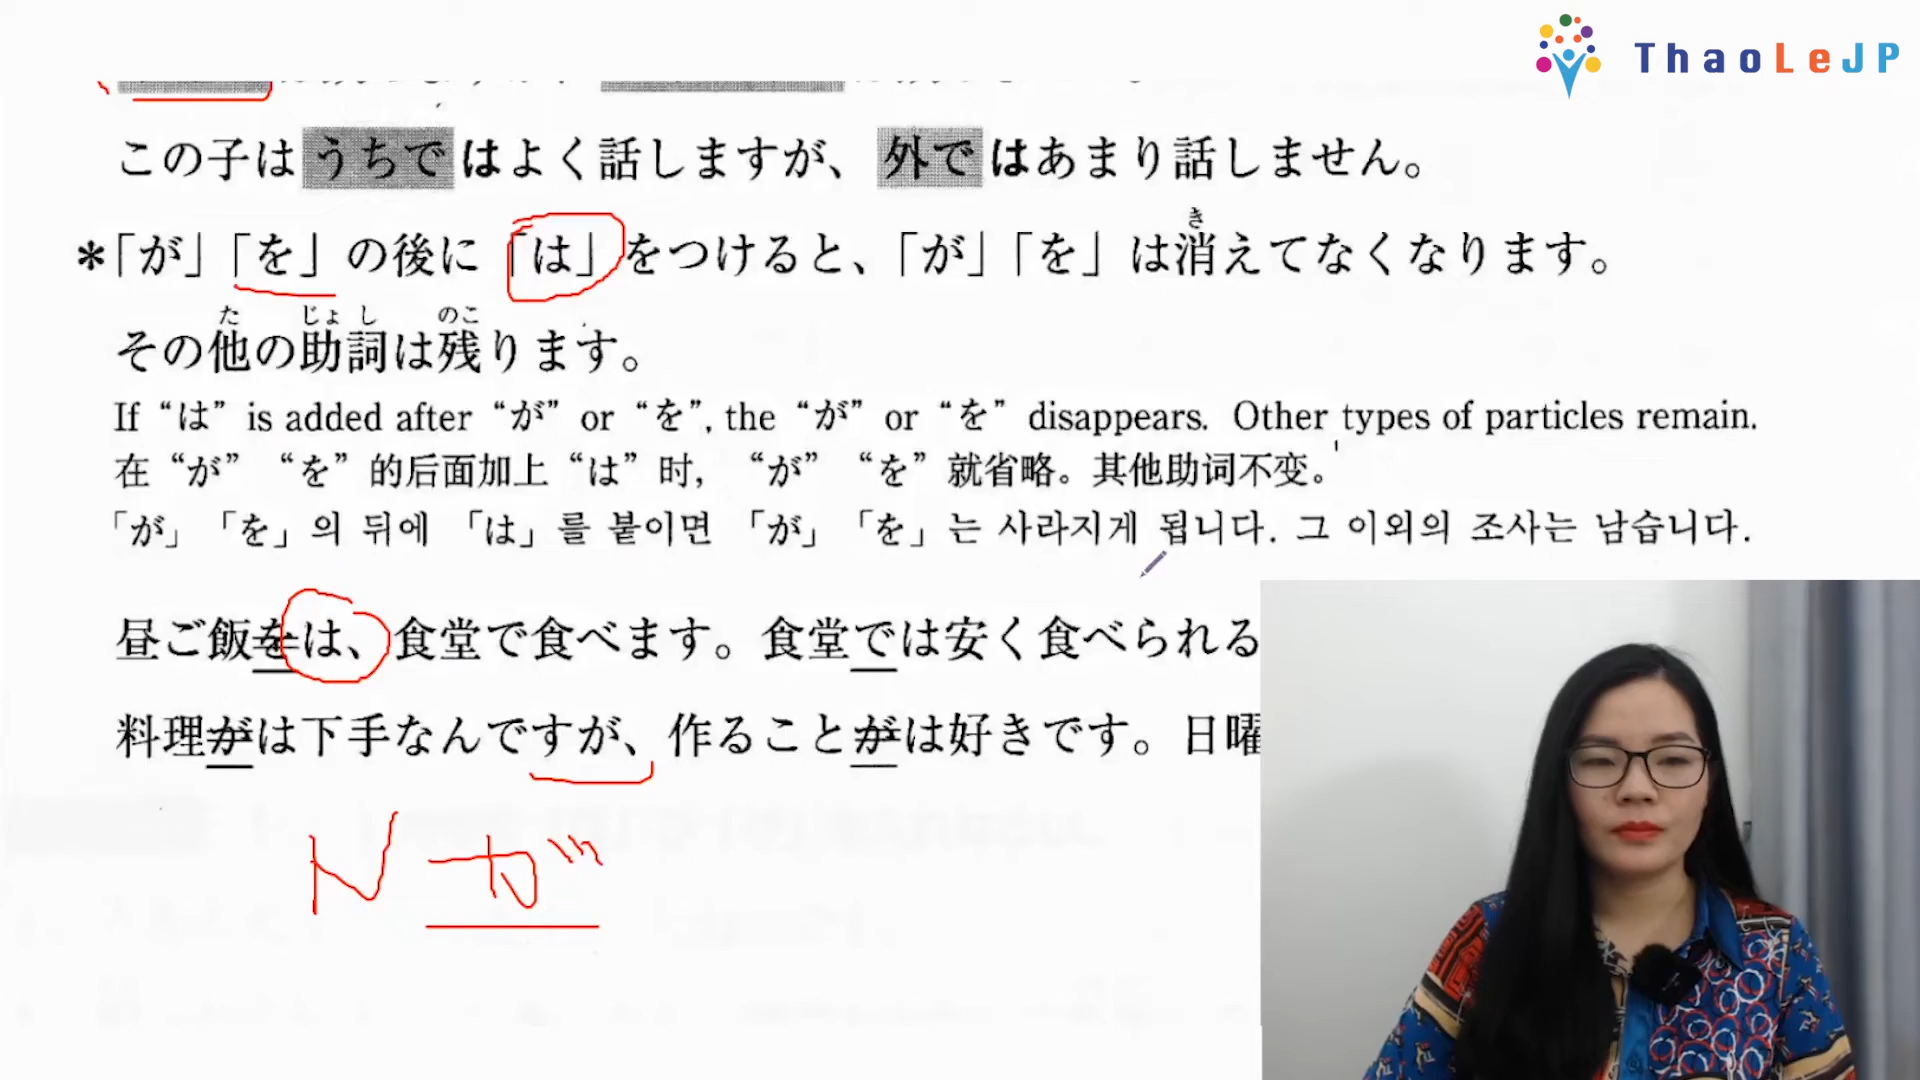 ThaoLeJP
この子はうちではよく話しますが、外ではあまり話しません。
き
*「が」「を」の後に「は」をつけると、「が」「を」は消えてなくなります。
た じょし のこ
その他の助詞は残ります。
If “は” is added after “が” or “を”, the “が” or “を” disappears. Other types of particles remain.
在“が” “を”的后面加上“は”时, “が” “を”就省略。其他助词不变。
「が」「を」의 뒤에 「は」를 붙이면 「が」「を」는 사라지게 됩니다. 그 이외의 조사는 남습니다.
昼ご飯をは、食堂で食べます。食堂では安く食べられる
料理がは下手なんですが、作ることがは好きです。日曜
N が